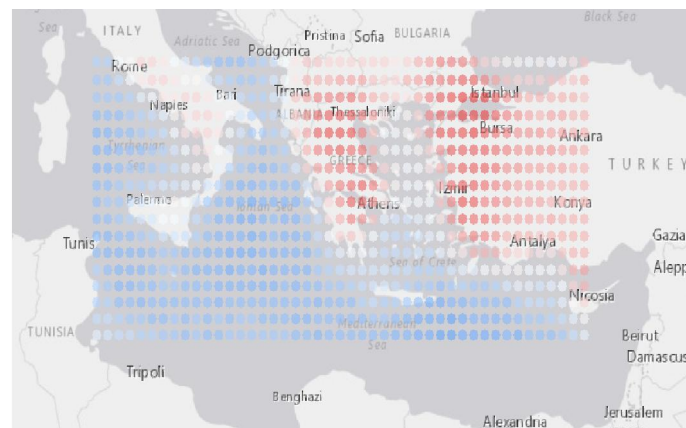 Black Sea
Sea
ITALY
Pristina
Sofia
BULGARIA
Adriatic Sea
Podgorica
Rome
Tirana
Istanbul
Bari
Naples
ALBANIA
Thessaloniki
Bursa
Ankara
Tyrrhenian
Sea
GREECE
TURKEY
Izmir
Palermo
Ionian Sea
Athens
Konya
Tunis
Antalya
Gazia
Sea of Crete
Alepp
Nicosia
TUNISIA
Mediterranean
Sea
Beirut
Damascus
Tripoli
Benghazi
Jerusalem
Alexandria